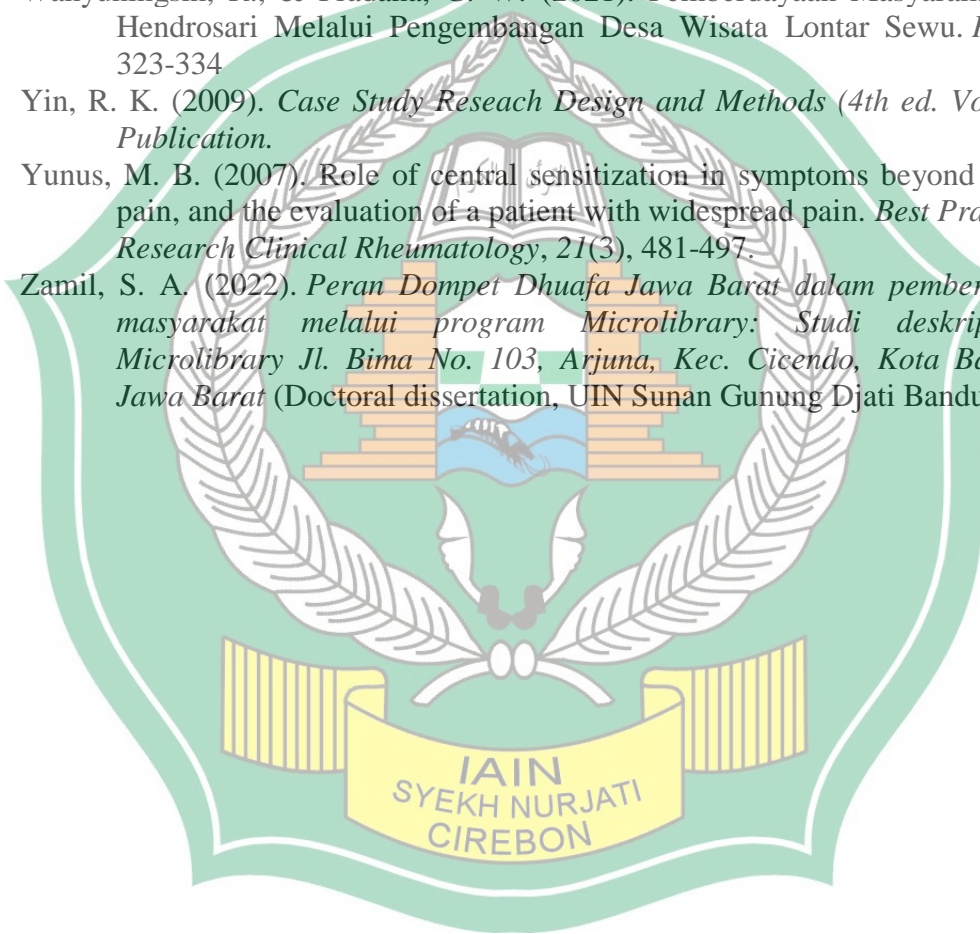 Hendrosari Melalui Pengembangan Desa Wisata Lontar Sewu.
323-334
Yin, R. K. (2009). Case Study Reseach Design and Methods (4th ed.
Publication.
Yunus, M. B. (2007). Role of central sensitization in symptoms beyond
pain, and the evaluation of a patient with widespread pain. Best
Research Clinical Rheumatology, 21(3), 481-497.
Zamil, S. A. (2022). Peran Dompet Dhuafa Jawa Barat dalam
masyarakat melalui program Microlibrary: Studi
Microlibrary Jl. Bima No. 103, Arjuna, Kec. Cicendo, Kota
Jawa Barat (Doctoral dissertation, UIN Sunan Gunung Djati
IAIN
SYEKH NURJATI
CIREBON